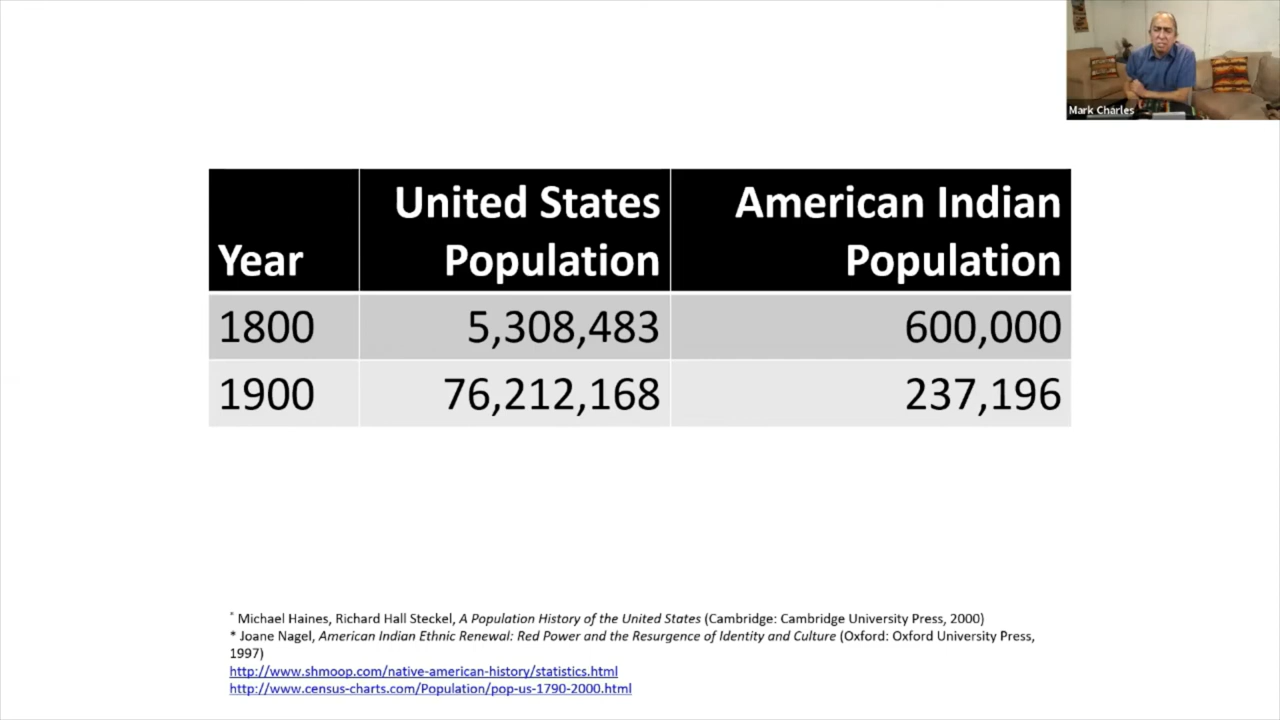 Mark Charles
United States
Population
American Indian
Population
Year
1800 5,308,483 600,000
1900 76,212,168 237,196
* Michael Haines, Richard Hall Steckel, A Population History of the United States (Cambridge: Cambridge University Press, 2000)
* Joane Nagel, American Indian Ethnic Renewal: Red Power and the Resurgence of Identity and Culture (Oxford: Oxford University Press,
1997)
http://www.shmoop.com/native-american-history/statistics.html
http://www.census-charts.com/Population/pop-us-1790-2000.html